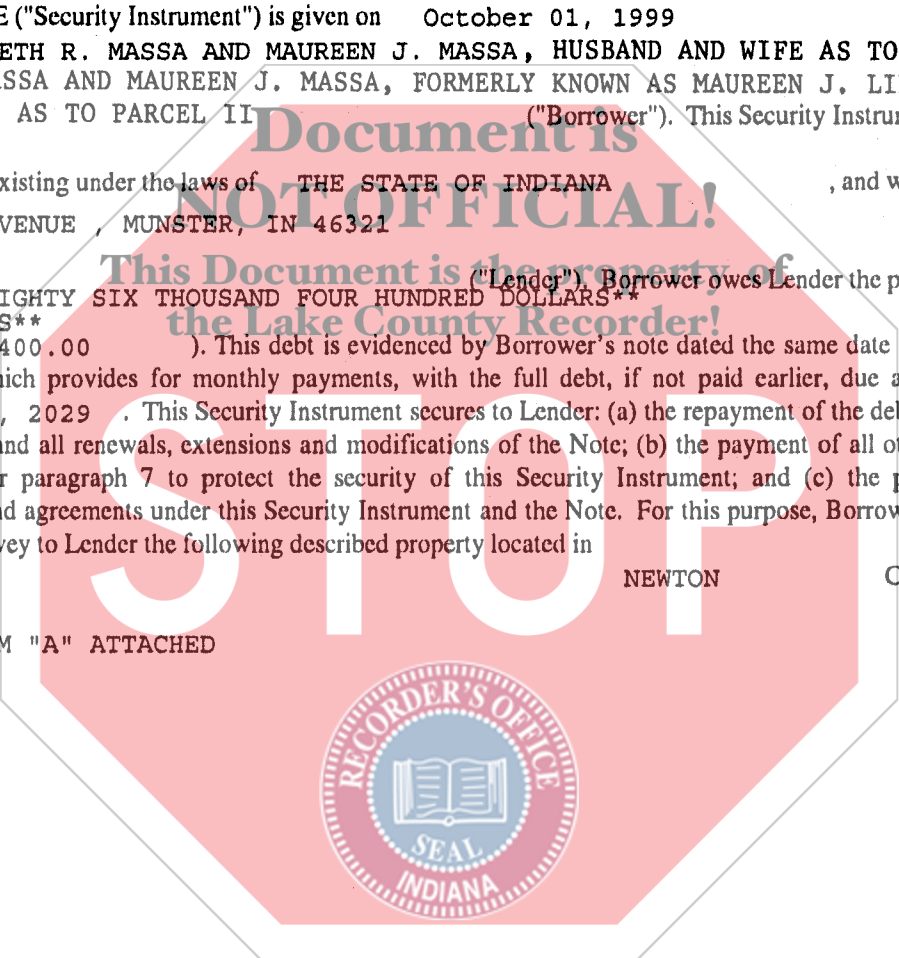 E ("Security Instrument") is given on October 01, 1999
ETH R. MASSA AND MAUREEN J. MASSA, HUSBAND AND WIFE AS TO
ASSA AND MAUREEN J. MASSA, FORMERLY KNOWN AS MAUREEN J. LI
AS TO PARCEL II ("Borrower"). This Security Instru
Document is
xisting under the laws of THE STATE OF INDIANA , and w
NOT OFFICIAL!
VENUE , MUNSTER, IN 46321
This Document is the property of
("Lender"). Borrower owes Lender the p
IGHTY SIX THOUSAND FOUR HUNDRED DOLLARS**
S**
the Lake County Recorder!
400.00 ). This debt is evidenced by Borrower's note dated the same date
hich provides for monthly payments, with the full debt, if not paid earlier, due a
, 2029 . This Security Instrument secures to Lender: (a) the repayment of the de
nd all renewals, extensions and modifications of the Note; (b) the payment of all o
r paragraph 7 to protect the security of this Security Instrument; and (c) the p
d agreements under this Security Instrument and the Note. For this purpose, Borrow
vey to Lender the following described property located in
STOP
NEWTON C
M "A" ATTACHED
RECORDER'S OFFICE
SEAL
INDIANA